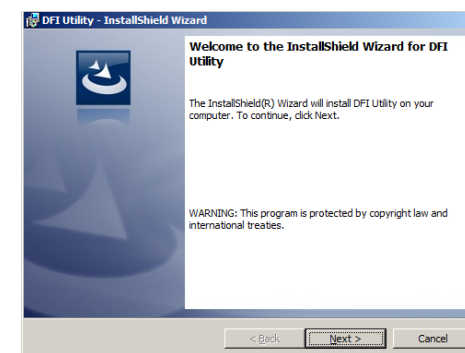 DFI Utility - InstallShield Wizard
Welcome to the InstallShield Wizard for DFI
Utility
The InstallShield(R) Wizard will install DFI Utility on your
computer. To continue, click Next.
WARNING: This program is protected by copyright law and
international treaties.
< Back Next > Cancel